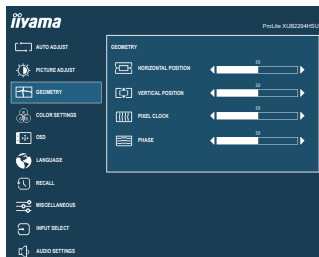 iiyama
ProLite XUB2294HSU
AUTO ADJUST
PICTURE ADJUST
GEOMETRY
COLOR SETTINGS
OSD
LANGUAGE
RECALL
MISCELLANEOUS
INPUT SELECT
AUDIO SETTINGS
GEOMETRY
HORIZONTAL POSITION
50
VERTICAL POSITION
50
PIXEL CLOCK
50
PHASE
50